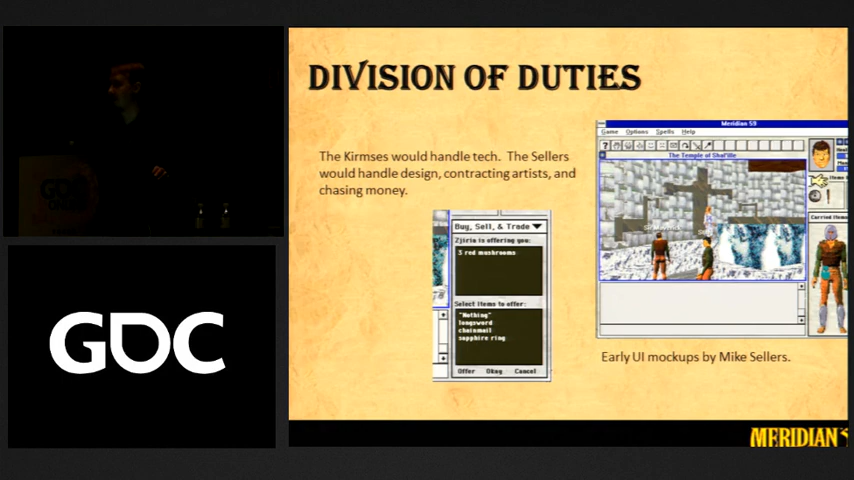 DIVISION OF DUTIES
The Kirmses would handle tech. The Sellers
would handle design, contracting artists, and
chasing money.
Buy, Sell, & Trade
Zjiria is offering you:
3 red mushrooms
Select items to offer:
"Nothing"
longsword
chainmail
sapphire ring
Offer Okay Cancel
Meridian 59
Game Options Spells Help
The Temple of Shal'ille
Carried Items
Early UI mockups by Mike Sellers.
GDC
MERIDIAN